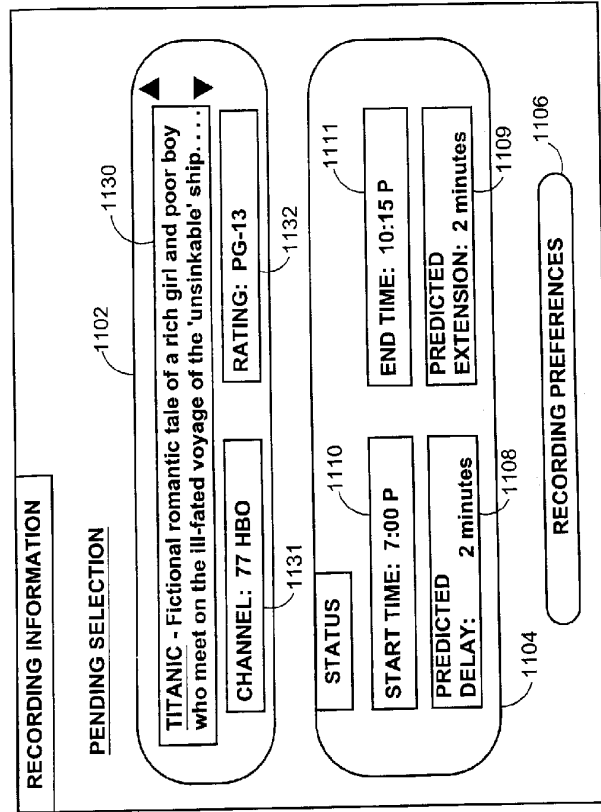 RECORDING INFORMATION
PENDING SELECTION
1102
1130
TITANIC - Fictional romantic tale of a rich girl and poor boy
who meet on the ill-fated voyage of the 'unsinkable' ship....
CHANNEL: 77 HBO
RATING: PG-13
1131
1132
STATUS
1110
1111
START TIME: 7:00 P
END TIME: 10:15 P
PREDICTED
DELAY: 2 minutes
PREDICTED
EXTENSION: 2 minutes
1104
1108
1109
1106
RECORDING PREFERENCES